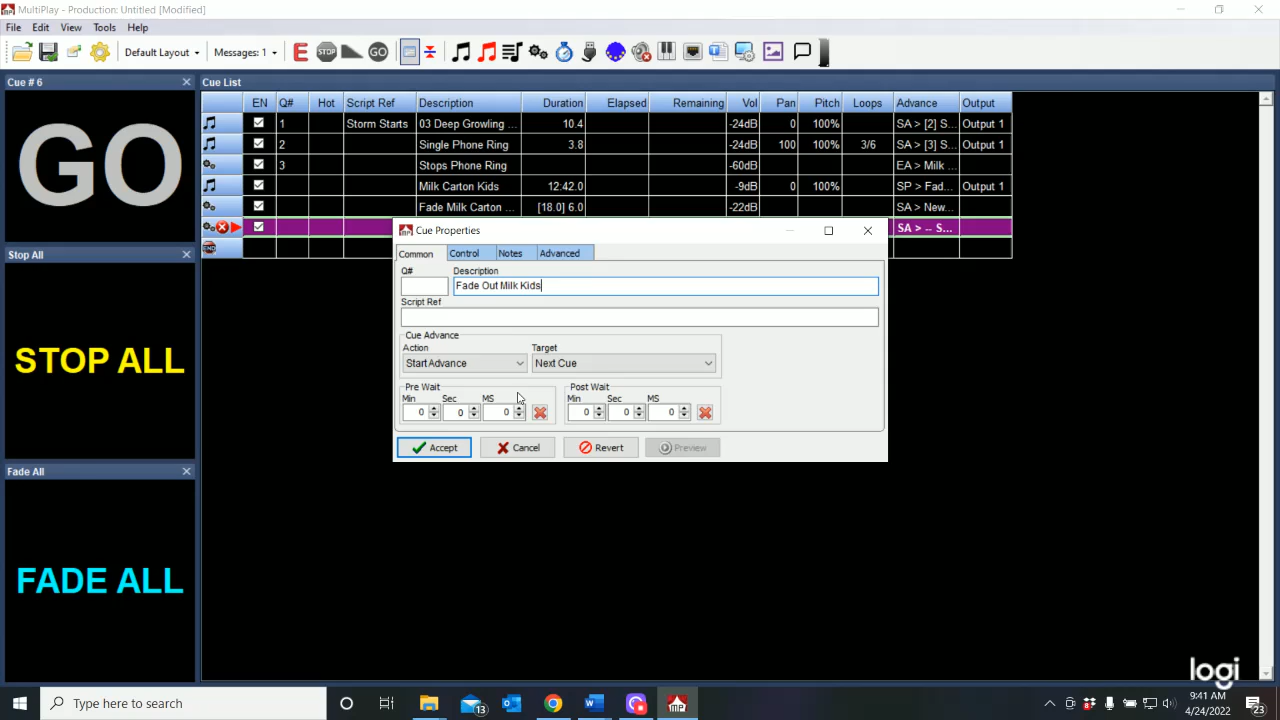 MultiPlay - Production: Untitled [Modified]
File Edit View Tools Help
Default Layout Messages: 1 E STOP GO
Cue # 6
GO
Stop All
STOP ALL
Fade All
FADE ALL
Cue List
EN Q# Hot Script Ref Description Duration Elapsed Remaining Vol Pan Pitch Loops Advance Output
1 Storm Starts 03 Deep Growling ... 10.4 -24dB 0 100% SA > [2] S... Output 1
2 Single Phone Ring 3.8 -24dB 100 100% 3/6 SA > [3] S... Output 1
3 Stops Phone Ring -60dB EA > Milk ...
Milk Carton Kids 12:42.0 -9dB 0 100% SP > Fad... Output 1
Fade Milk Carton ... [18.0] 6.0 -22dB SA > New...
SA > -- S...
END
Cue Properties
Common Control Notes Advanced
Q# Description
Fade Out Milk Kids
Script Ref
Cue Advance
Action Target
Start Advance Next Cue
Pre Wait Post Wait
Min Sec MS Min Sec MS
0 0 0 0 0 0
Accept Cancel Revert Preview
logi
Type here to search
13
9:41 AM
4/24/2022
23